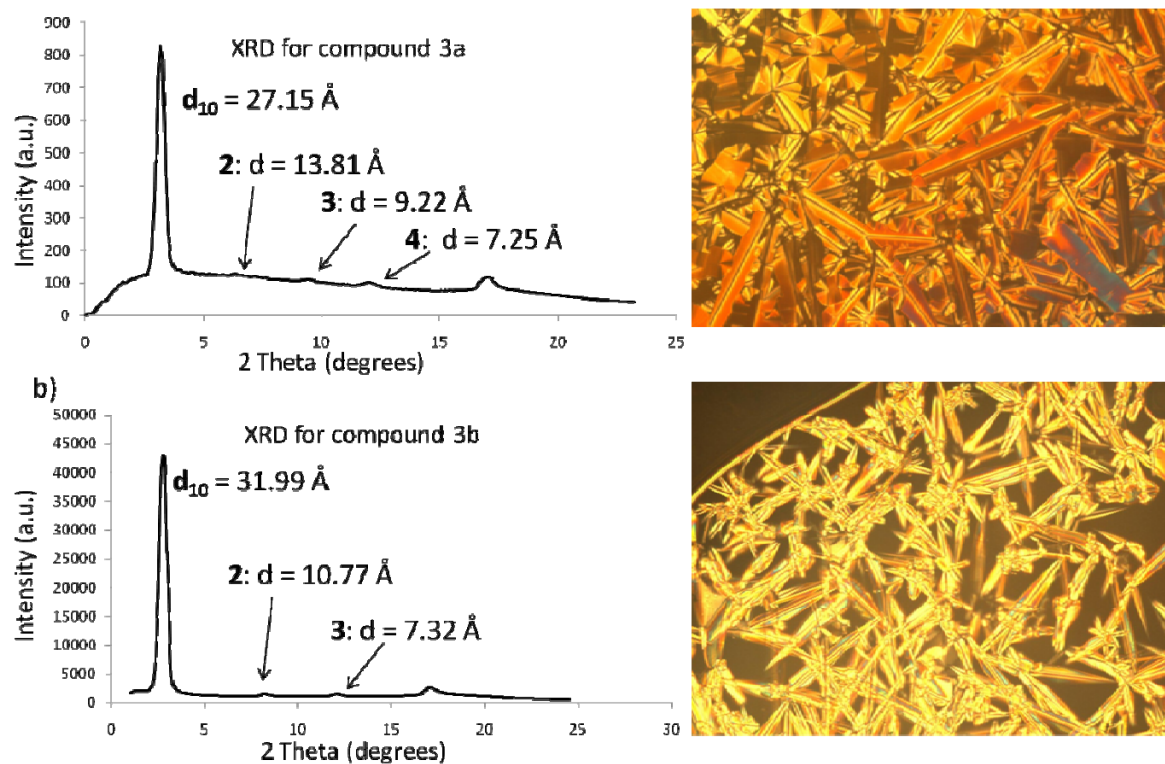 900
800
700
600
500
400
300
200
100
0
Intensity (a.u.)
XRD for compound 3a
d10 = 27.15 Å
2: d = 13.81 Å
3: d = 9.22 Å
4: d = 7.25 Å
0 5 10 15 20 25
2 Theta (degrees)
b)
50000
45000
40000
35000
30000
25000
20000
15000
10000
5000
0
Intensity (a.u.)
XRD for compound 3b
d10 = 31.99 Å
2: d = 10.77 Å
3: d = 7.32 Å
0 5 10 15 20 25 30
2 Theta (degrees)